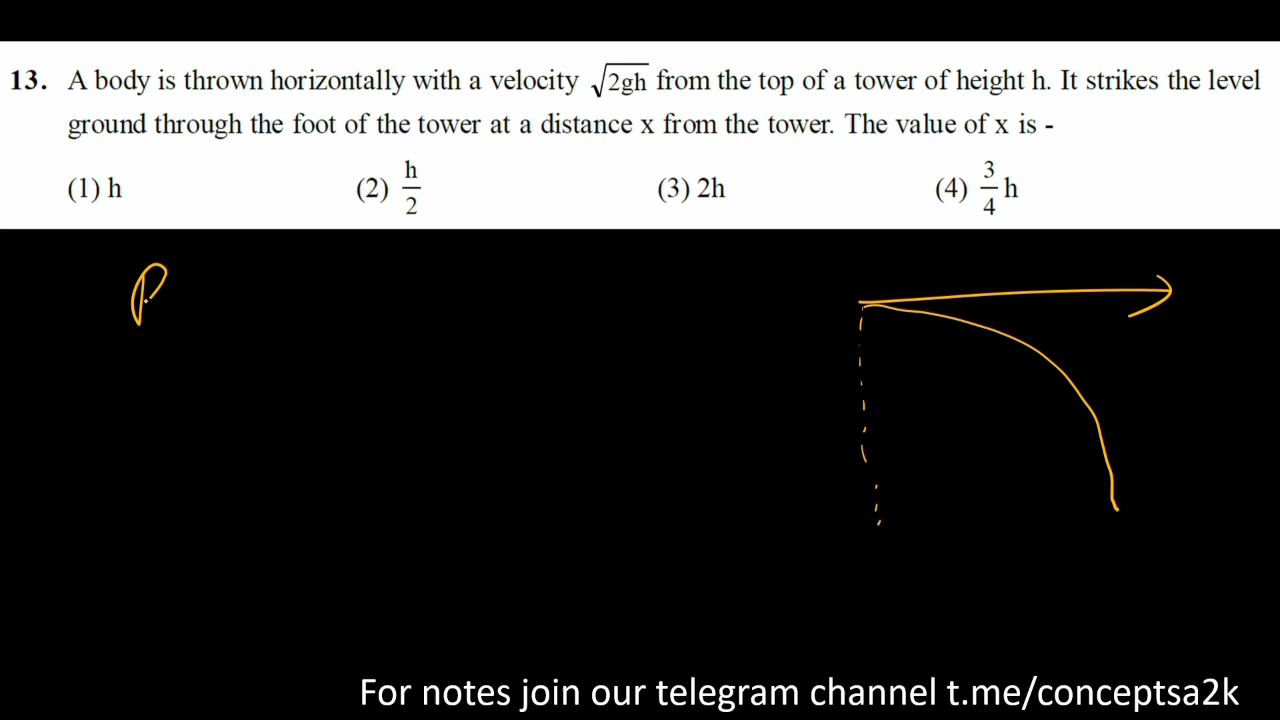 13. A body is thrown horizontally with a velocity √2gh from the top of a tower of height h. It strikes the level
ground through the foot of the tower at a distance x from the tower. The value of x is -
(1) h (2) h/2 (3) 2h (4) 3/4 h
R
For notes join our telegram channel t.me/conceptsa2k